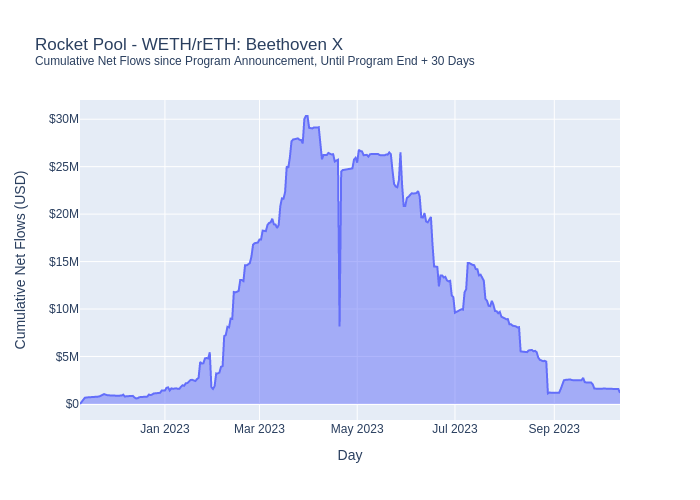 Rocket Pool - WETH/rETH: Beethoven X
Cumulative Net Flows since Program Announcement, Until Program End + 30 Days
$30M
$25M
$20M
$15M
$10M
$5M
$0
Cumulative Net Flows (USD)
Jan 2023 Mar 2023 May 2023 Jul 2023 Sep 2023
Day